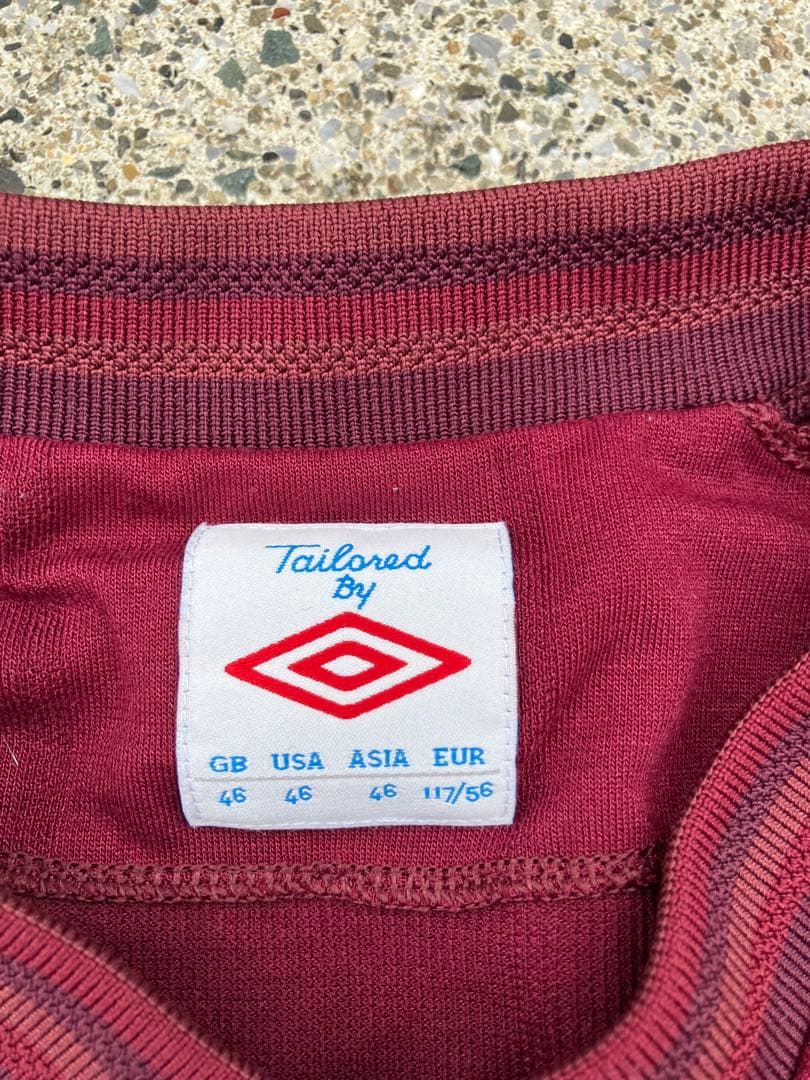 Tailored
By
GB USA ASIA EUR
46 46 46 117/56